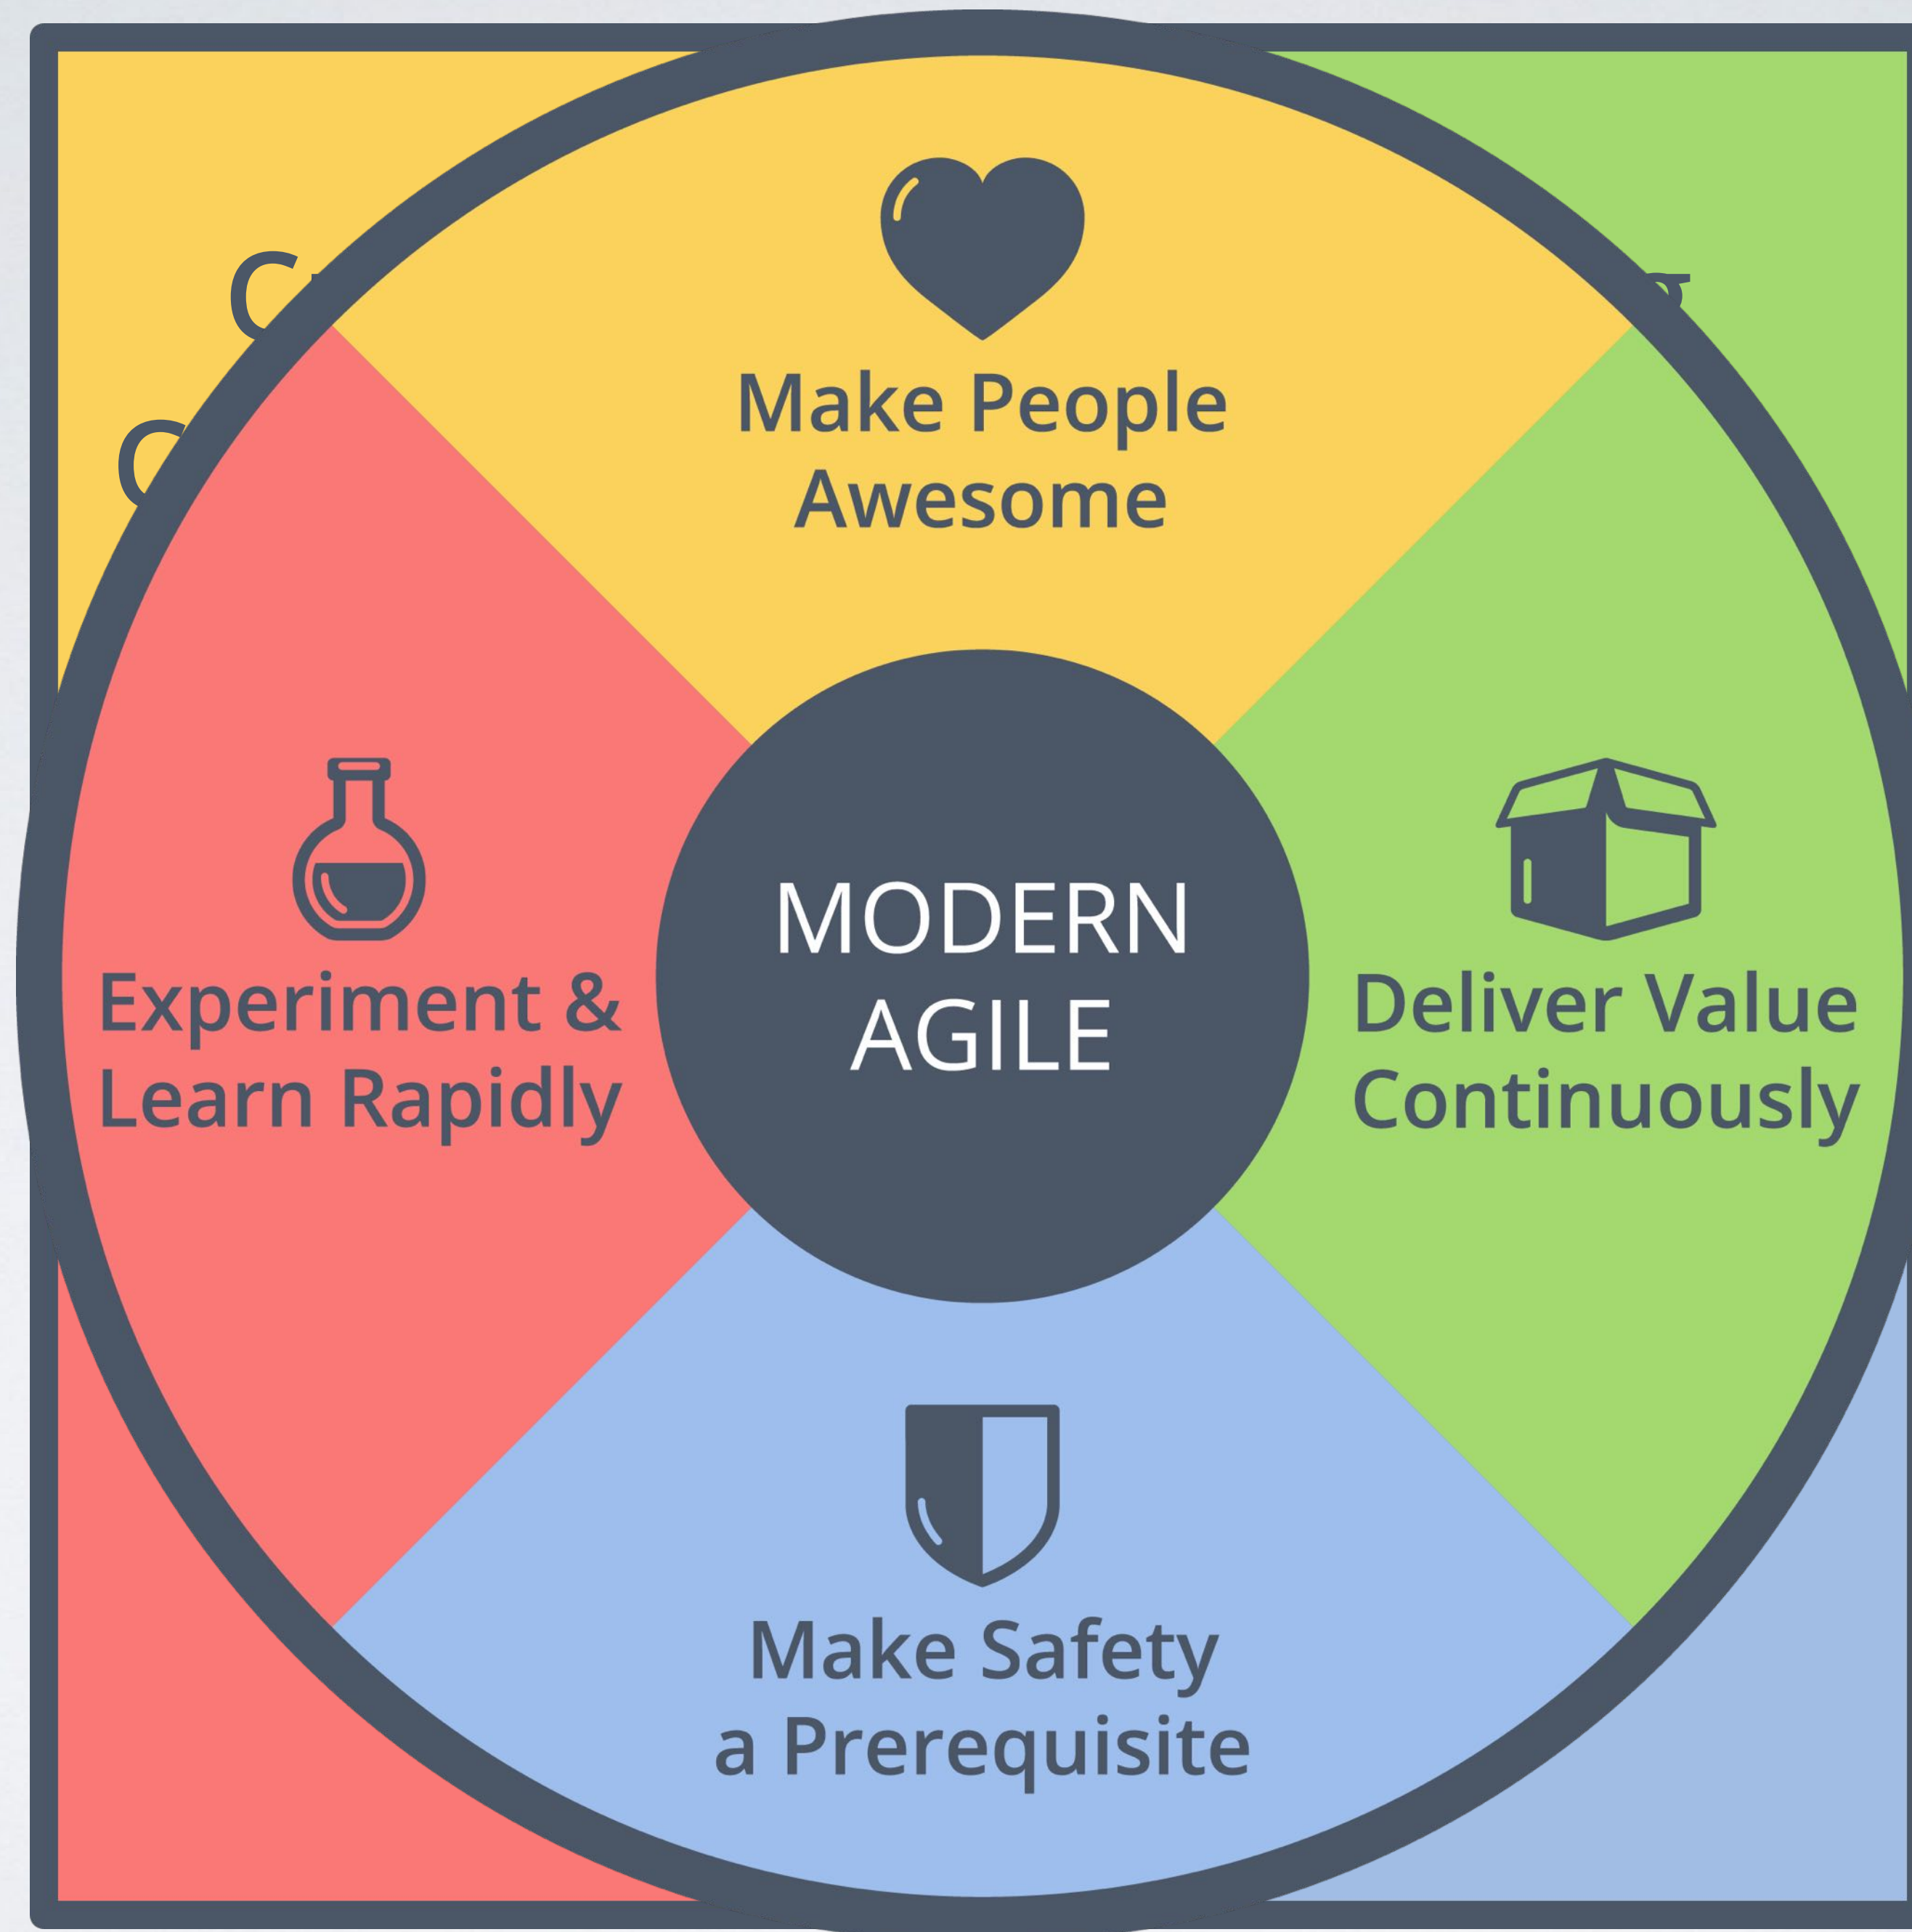 Make People
Awesome
Experiment &
Learn Rapidly
MODERN
AGILE
Deliver Value
Continuously
Make Safety
a Prerequisite